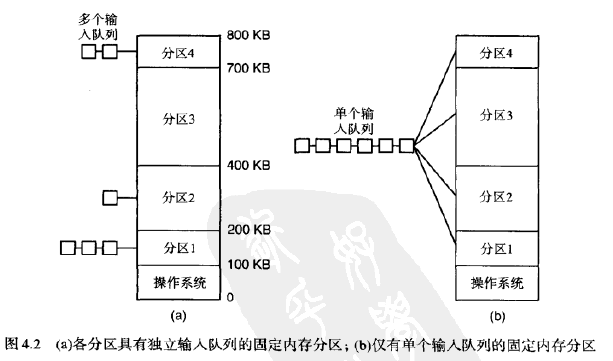 多个输
入队列
800 KB
分区4
700 KB
分区3
400 KB
分区2
200 KB
分区1
100 KB
操作系统
0
(a)
单个输
入队列
分区4
分区3
分区2
分区1
操作系统
(b)
图4.2 (a)各分区具有独立输入队列的固定内存分区；(b)仅有单个输入队列的固定内存分区